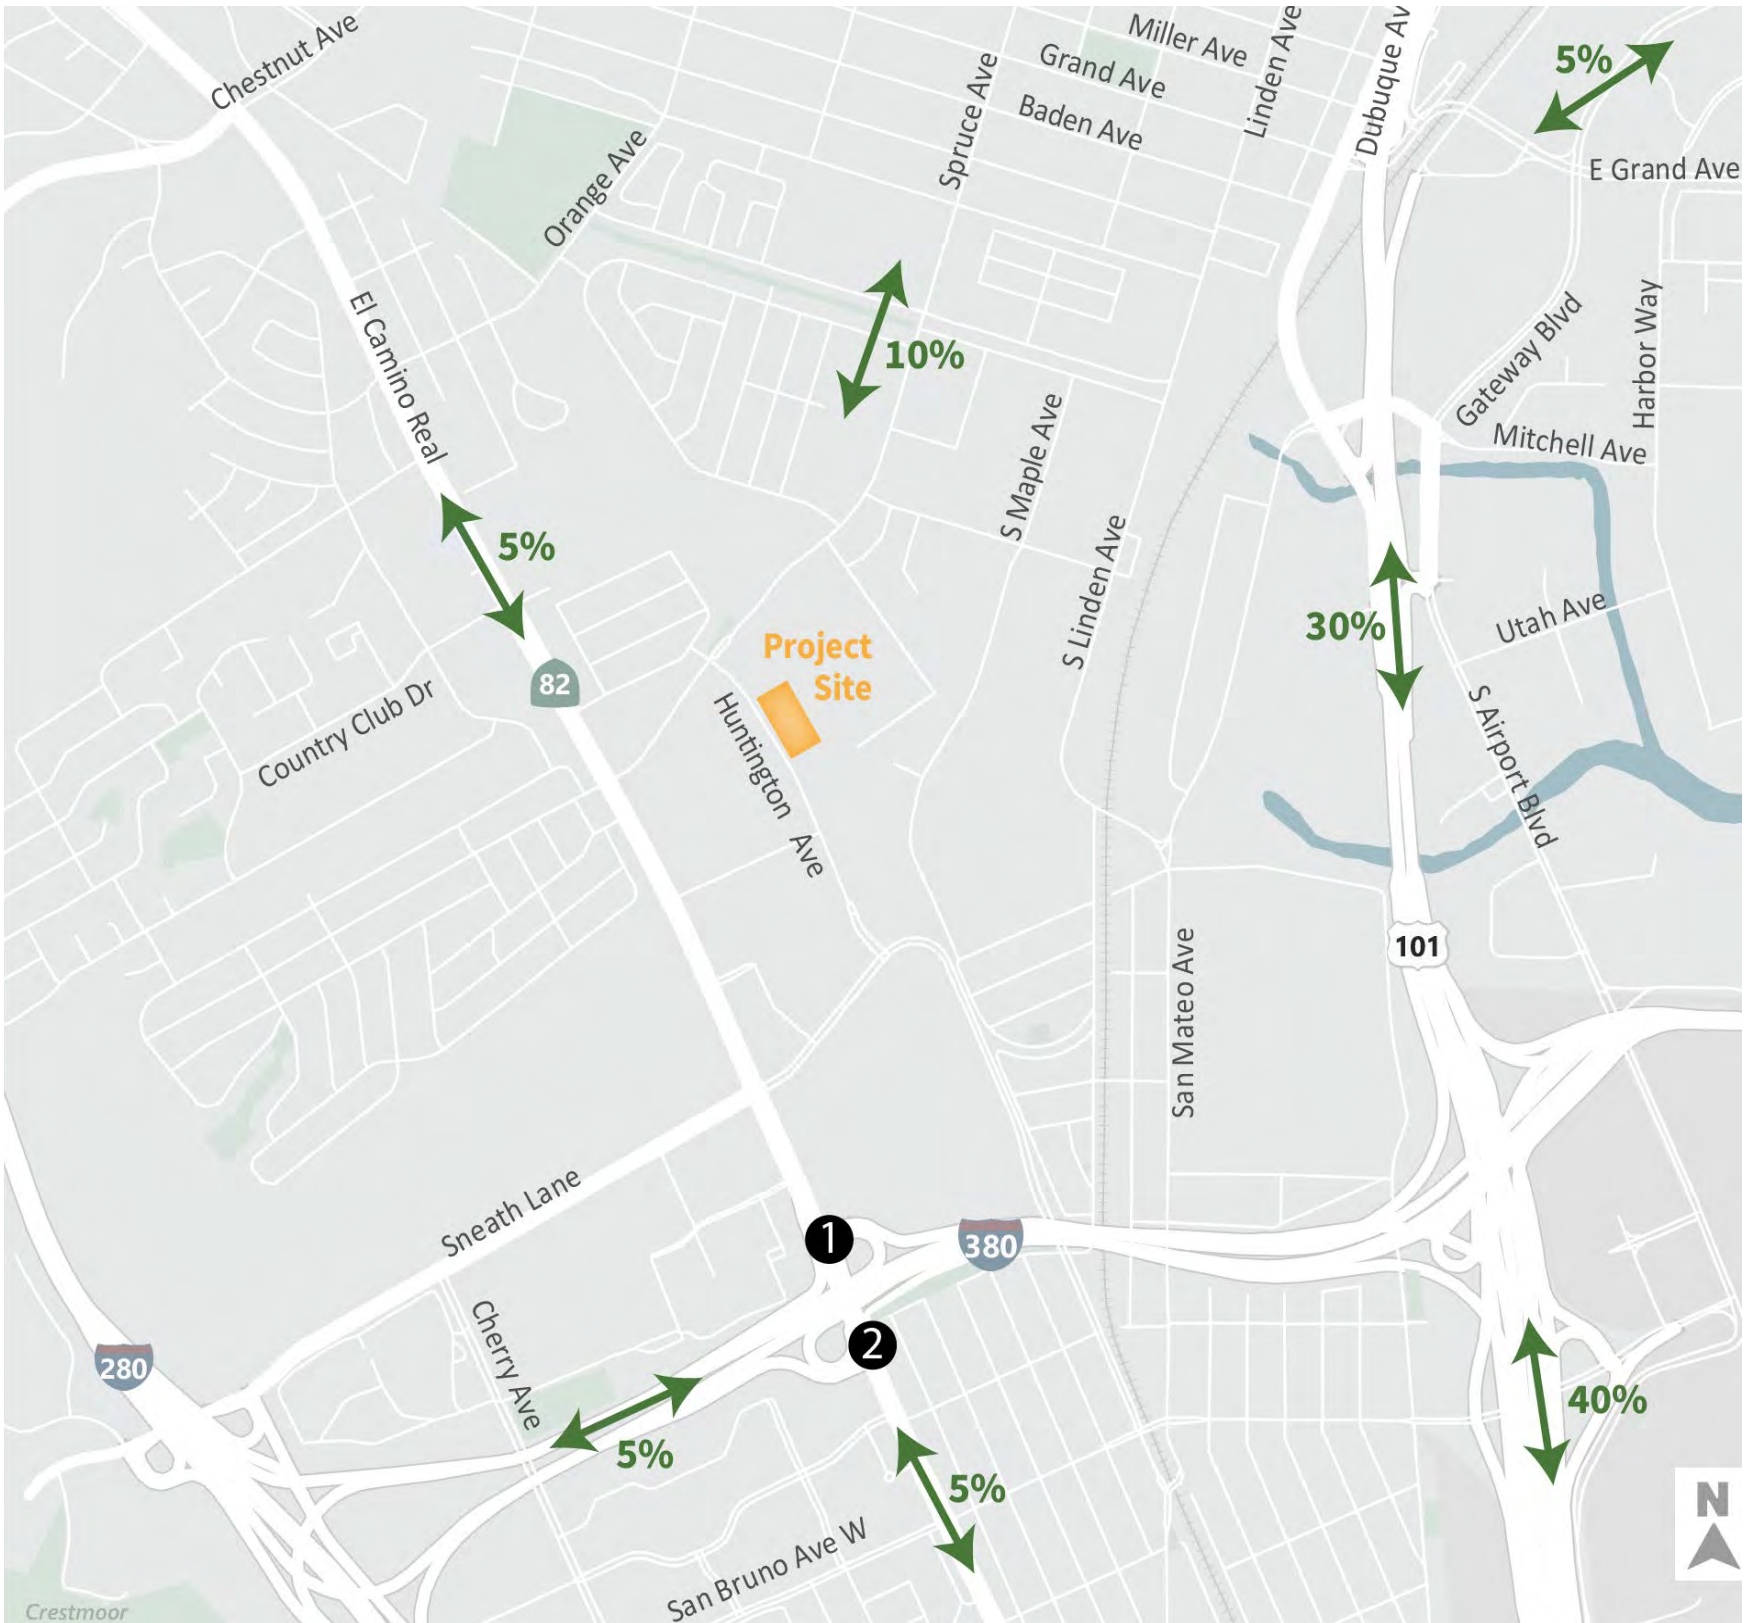 Chestnut Ave
Miller Ave
Grand Ave
Baden Ave
Linden Ave
Dubuque Av
5%
E Grand Ave
Spruce Ave
Orange Ave
El Camino Real
10%
Gateway Blvd
Harbor Way
Mitchell Ave
S Maple Ave
5%
S Linden Ave
30%
Utah Ave
Project
Site
82
Country Club Dr
Huntington Ave
S Airport Blvd
101
San Mateo Ave
Sneath Lane
1
380
2
280
Cherry Ave
5%
40%
5%
San Bruno Ave W
N
Crestmoor